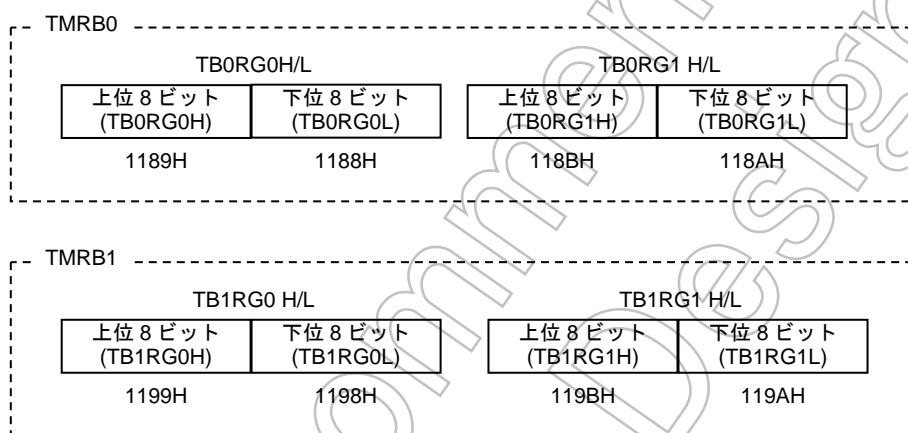 TMRB0
TB0RG0H/L TB0RG1 H/L
上位 8 ビット 下位 8 ビット 上位 8 ビット 下位 8 ビット
(TB0RG0H) (TB0RG0L) (TB0RG1H) (TB0RG1L)
1189H 1188H 118BH 118AH
TMRB1
TB1RG0 H/L TB1RG1 H/L
上位 8 ビット 下位 8 ビット 上位 8 ビット 下位 8 ビット
(TB1RG0H) (TB1RG0L) (TB1RG1H) (TB1RG1L)
1199H 1198H 119BH 119AH